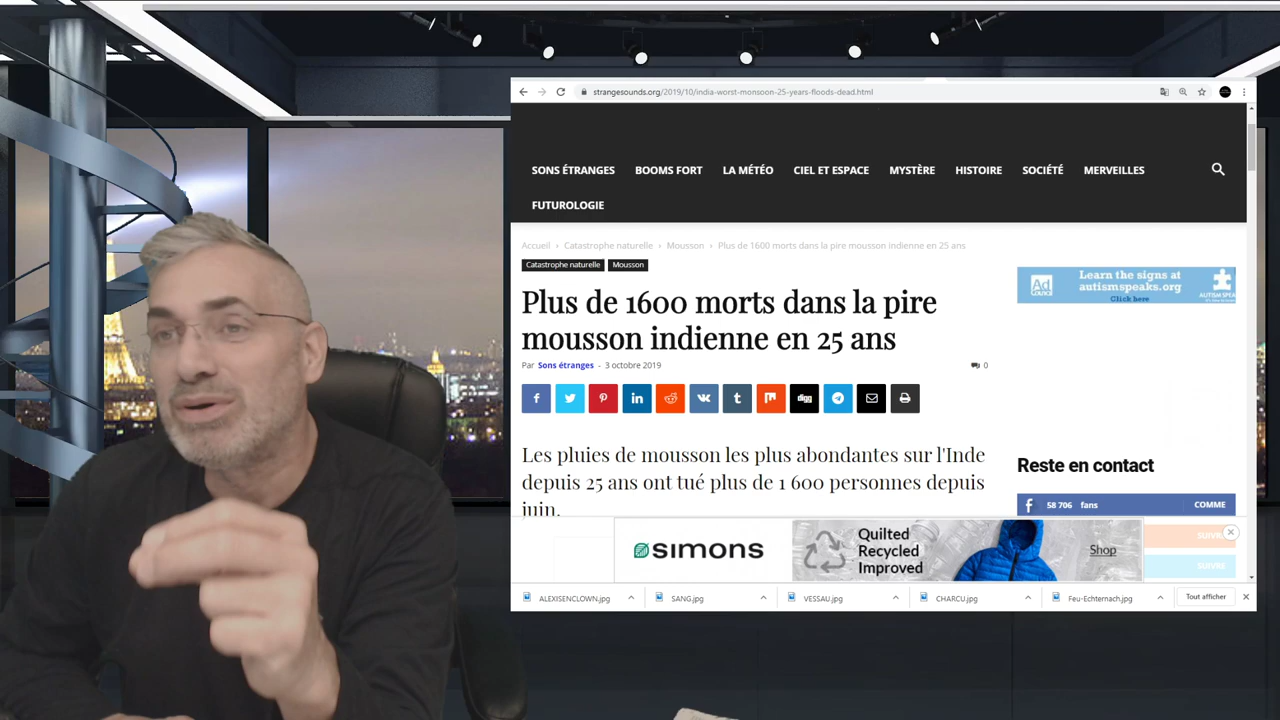 strangesounds.org/2019/10/india-worst-monsoon-25-years-floods-dead.html
SONS ÉTRANGES BOOMS FORT LA MÉTÉO CIEL ET ESPACE MYSTÈRE HISTOIRE SOCIÉTÉ MERVEILLES
FUTUROLOGIE
Accueil › Catastrophe naturelle › Mousson › Plus de 1600 morts dans la pire mousson indienne en 25 ans
Catastrophe naturelle Mousson
Plus de 1600 morts dans la pire
mousson indienne en 25 ans
Par Sons étranges - 3 octobre 2019 0
Les pluies de mousson les plus abondantes sur l'Inde
depuis 25 ans ont tué plus de 1 600 personnes depuis
juin.
Ad
COUNCIL
Learn the signs at
autismspeaks.org
Click here
Reste en contact
58 706 fans COMME
SUIVRE
simons
Quilted
Recycled
Improved
Shop
digg
ALEXISENCLOWN.jpg SANG.jpg VESSAU.jpg CHARCU.jpg Feu-Echternach.jpg Tout afficher